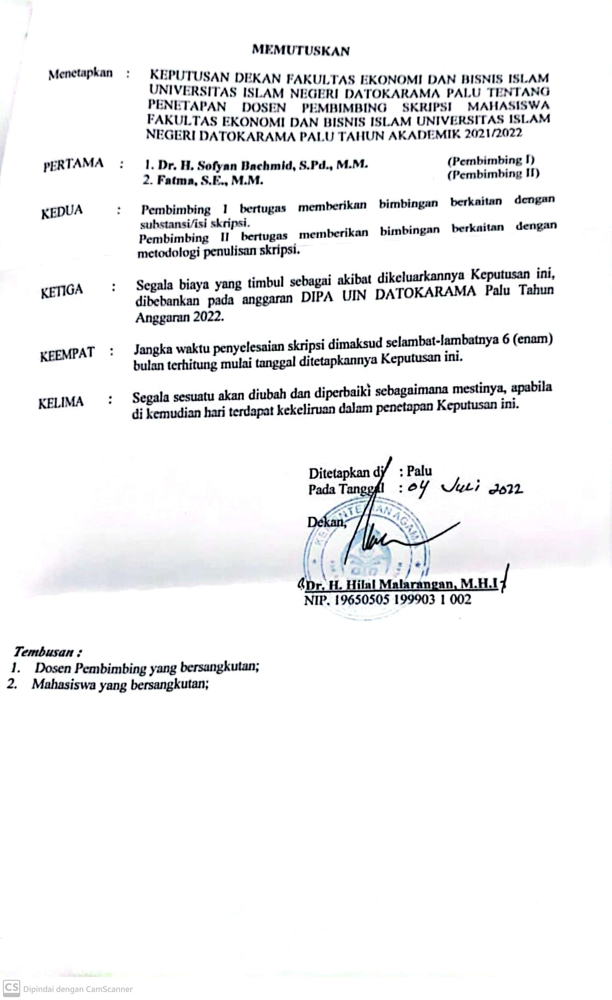 MEMUTUSKAN
Menetapkan : KEPUTUSAN DEKAN FAKULTAS EKONOMI DAN BISNIS ISLAM
UNIVERSITAS ISLAM NEGERI DATOKARAMA PALU TENTANG
PENETAPAN DOSEN PEMBIMBING SKRIPSI MAHASISWA
FAKULTAS EKONOMI DAN BISNIS ISLAM UNIVERSITAS ISLAM
NEGERI DATOKARAMA PALU TAHUN AKADEMIK 2021/2022
PERTAMA : 1. Dr. H. Sofyan Bachmid, S.Pd., M.M. (Pembimbing I)
2. Fatma, S.E., M.M. (Pembimbing II)
KEDUA : Pembimbing I bertugas memberikan bimbingan berkaitan dengan
substansi/isi skripsi.
Pembimbing II bertugas memberikan bimbingan berkaitan dengan
metodologi penulisan skripsi.
KETIGA : Segala biaya yang timbul sebagai akibat dikeluarkannya Keputusan ini,
dibebankan pada anggaran DIPA UIN DATOKARAMA Palu Tahun
Anggaran 2022.
KEEMPAT : Jangka waktu penyelesaian skripsi dimaksud selambat-lambatnya 6 (enam)
bulan terhitung mulai tanggal ditetapkannya Keputusan ini.
KELIMA : Segala sesuatu akan diubah dan diperbaiki sebagaimana mestinya, apabila
di kemudian hari terdapat kekeliruan dalam penetapan Keputusan ini.
Ditetapkan di : Palu
Pada Tanggal : 04 Juli 2022
KEMENTERIAN AGAMA
Dekan,
Dr. H. Hilal Malarangan, M.H.I
NIP. 19650505 199903 1 002
Tembusan :
1. Dosen Pembimbing yang bersangkutan;
2. Mahasiswa yang bersangkutan;
CS Dipindai dengan CamScanner